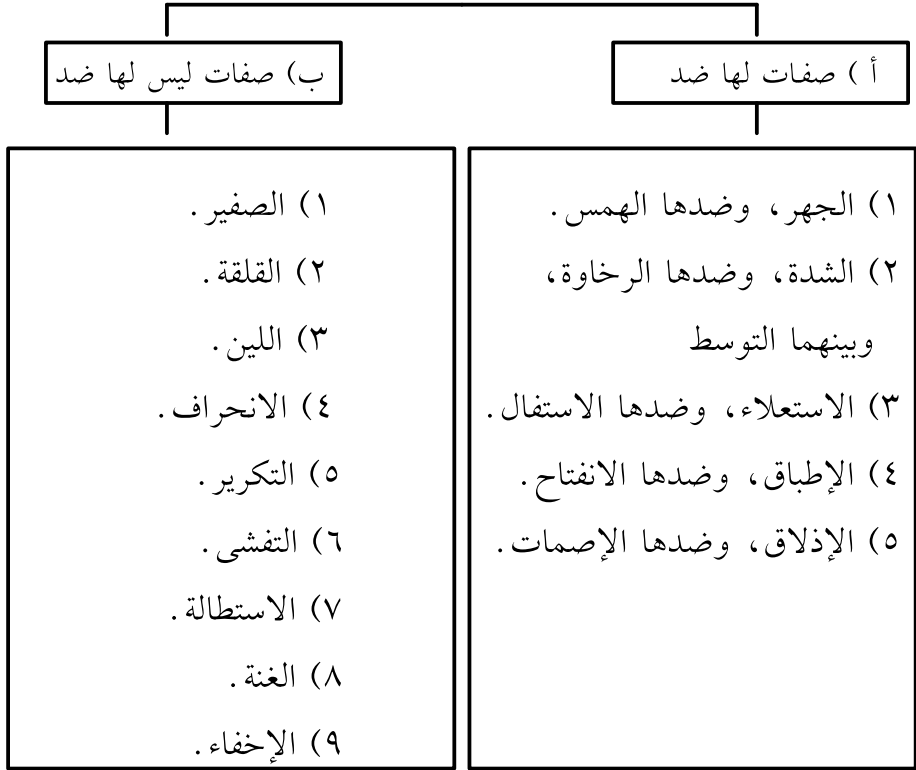 أ ) صفات لها ضد
١) الجهر، وضدها الهمس.
٢) الشدة، وضدها الرخاوة،
وبينهما التوسط
٣) الاستعلاء، وضدها الاستفال.
٤) الإطباق، وضدها الانفتاح.
٥) الإذلاق، وضدها الإصمات.
ب) صفات ليس لها ضد
١) الصفير.
٢) القلقة.
٣) اللين.
٤) الانحراف.
٥) التكرير.
٦) التفشى.
٧) الاستطالة.
٨) الغنة.
٩) الإخفاء.